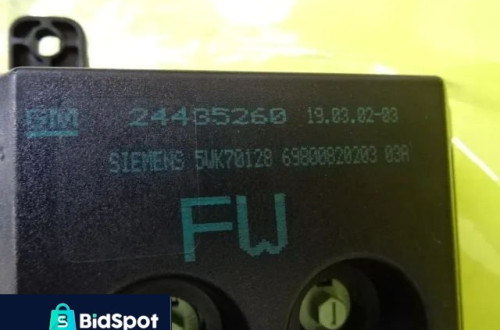 GM 24435260 19.03.02-03
SIEMENS 5WK70128 69800820203 03A
FW
S BidSpot